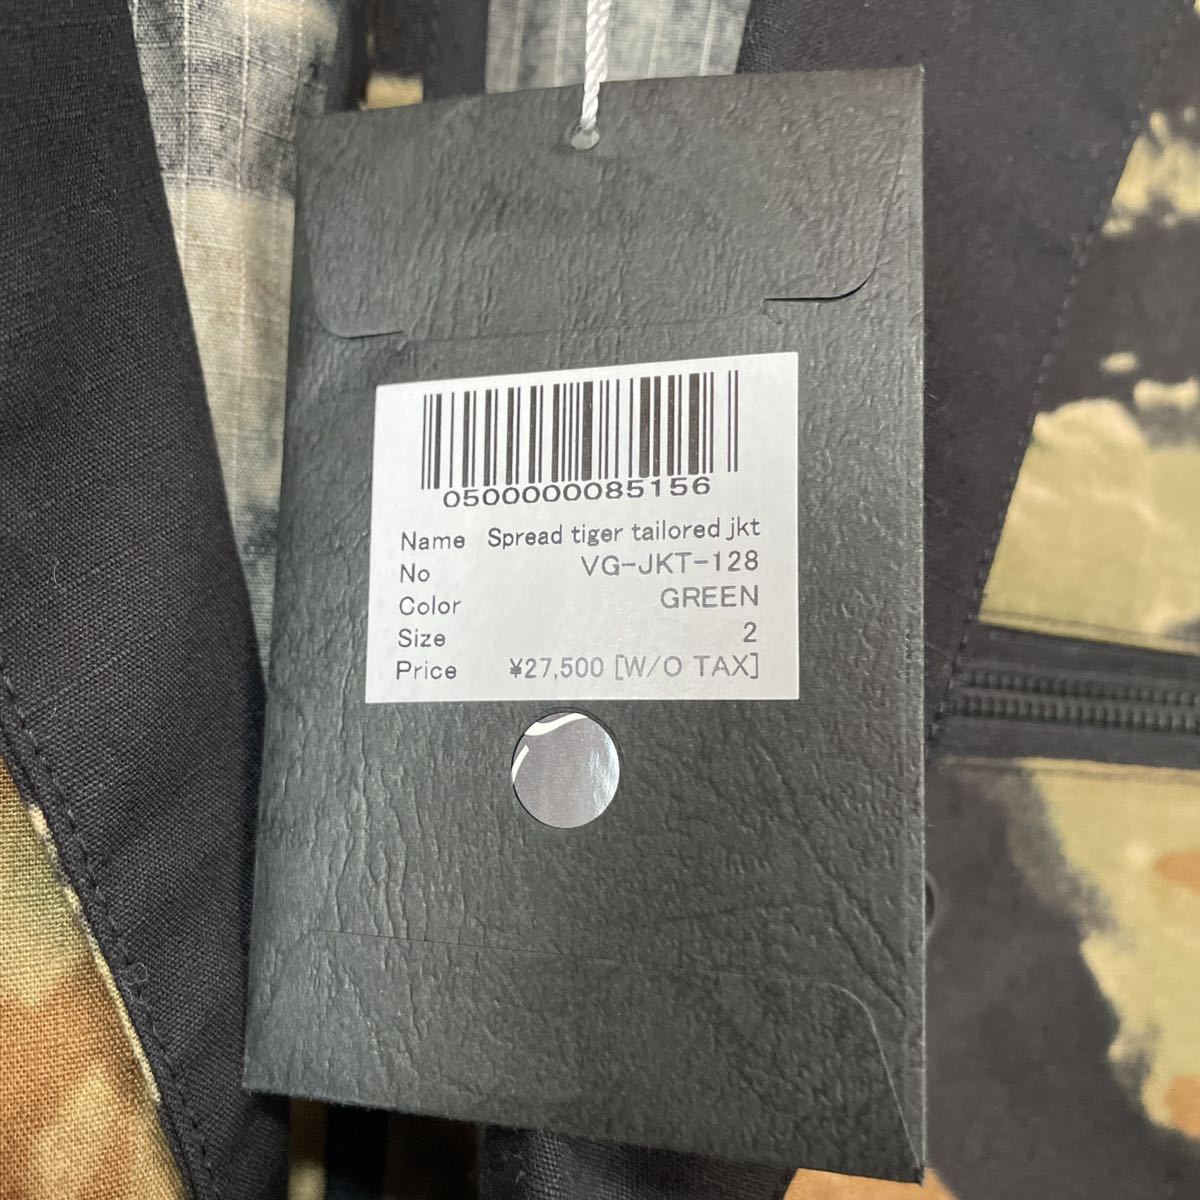 0500000085156
Name Spread tiger tailored jkt
No VG-JKT-128
Color GREEN
Size 2
Price ¥27,500 [W/O TAX]